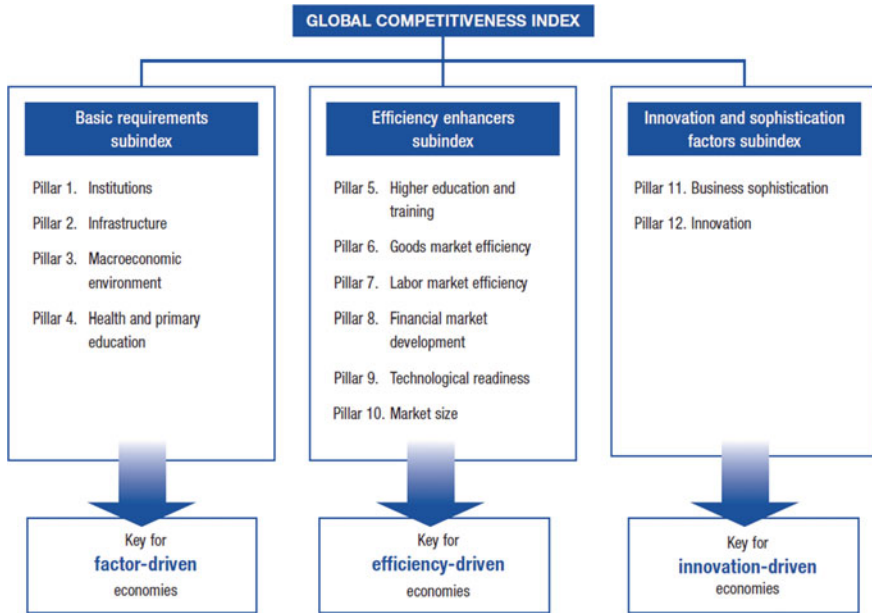 GLOBAL COMPETITIVENESS INDEX
Basic requirements
subindex
Pillar 1. Institutions
Pillar 2. Infrastructure
Pillar 3. Macroeconomic
environment
Pillar 4. Health and primary
education
Key for
factor-driven
economies
Efficiency enhancers
subindex
Pillar 5. Higher education and
training
Pillar 6. Goods market efficiency
Pillar 7. Labor market efficiency
Pillar 8. Financial market
development
Pillar 9. Technological readiness
Pillar 10. Market size
Key for
efficiency-driven
economies
Innovation and sophistication
factors subindex
Pillar 11. Business sophistication
Pillar 12. Innovation
Key for
innovation-driven
economies